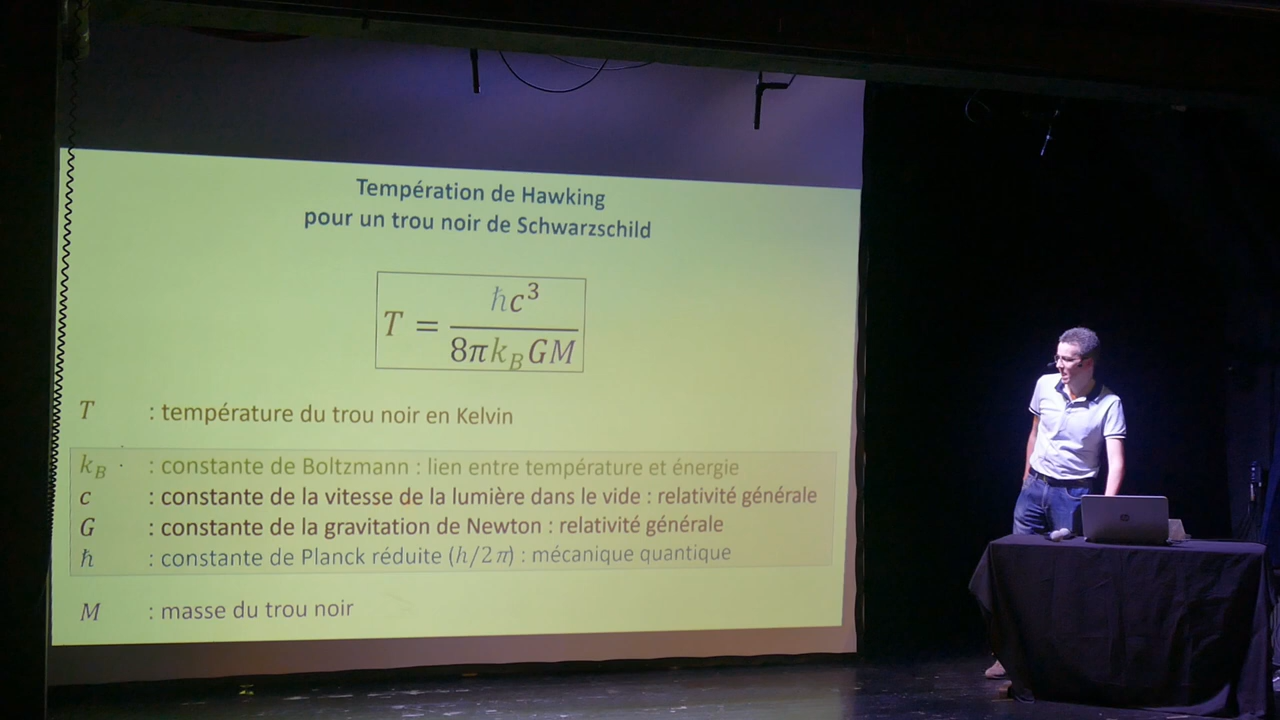 Températion de Hawking
pour un trou noir de Schwarzschild
T = ℏc³ / 8πk_BGM
T : température du trou noir en Kelvin
k_B : constante de Boltzmann : lien entre température et énergie
c : constante de la vitesse de la lumière dans le vide : relativité générale
G : constante de la gravitation de Newton : relativité générale
ℏ : constante de Planck réduite (h/2π) : mécanique quantique
M : masse du trou noir
hp